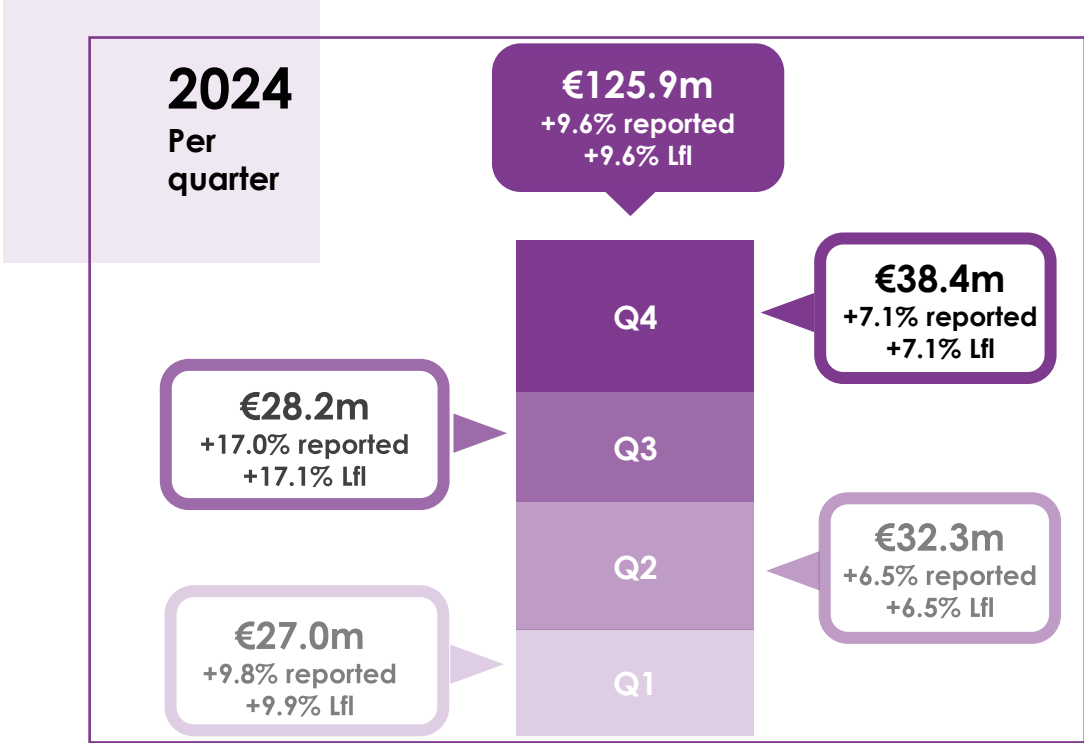 2024
Per
quarter
€125.9m
+9.6% reported
+9.6% Lfl
Q4
€38.4m
+7.1% reported
+7.1% Lfl
€28.2m
+17.0% reported
+17.1% Lfl
Q3
Q2
€32.3m
+6.5% reported
+6.5% Lfl
€27.0m
+9.8% reported
+9.9% Lfl
Q1